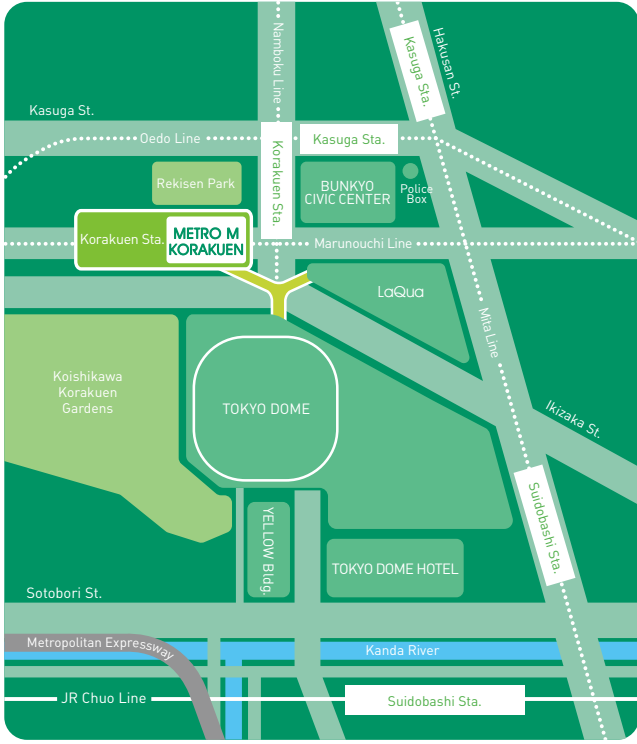 Namboku Line
Kasuga Sta.
Hakusan St.
Kasuga St.
Oedo Line
Korakuen Sta.
Kasuga Sta.
Rekisen Park
BUNKYO
CIVIC CENTER
Police
Box
Korakuen Sta.
METRO M
KORAKUEN
Marunouchi Line
LaQua
Mita Line
Koishikawa
Korakuen
Gardens
TOKYO DOME
Ikizaka St.
Suidobashi Sta.
YELLOW Bldg.
TOKYO DOME HOTEL
Sotobori St.
Metropolitan Expressway
Kanda River
JR Chuo Line
Suidobashi Sta.